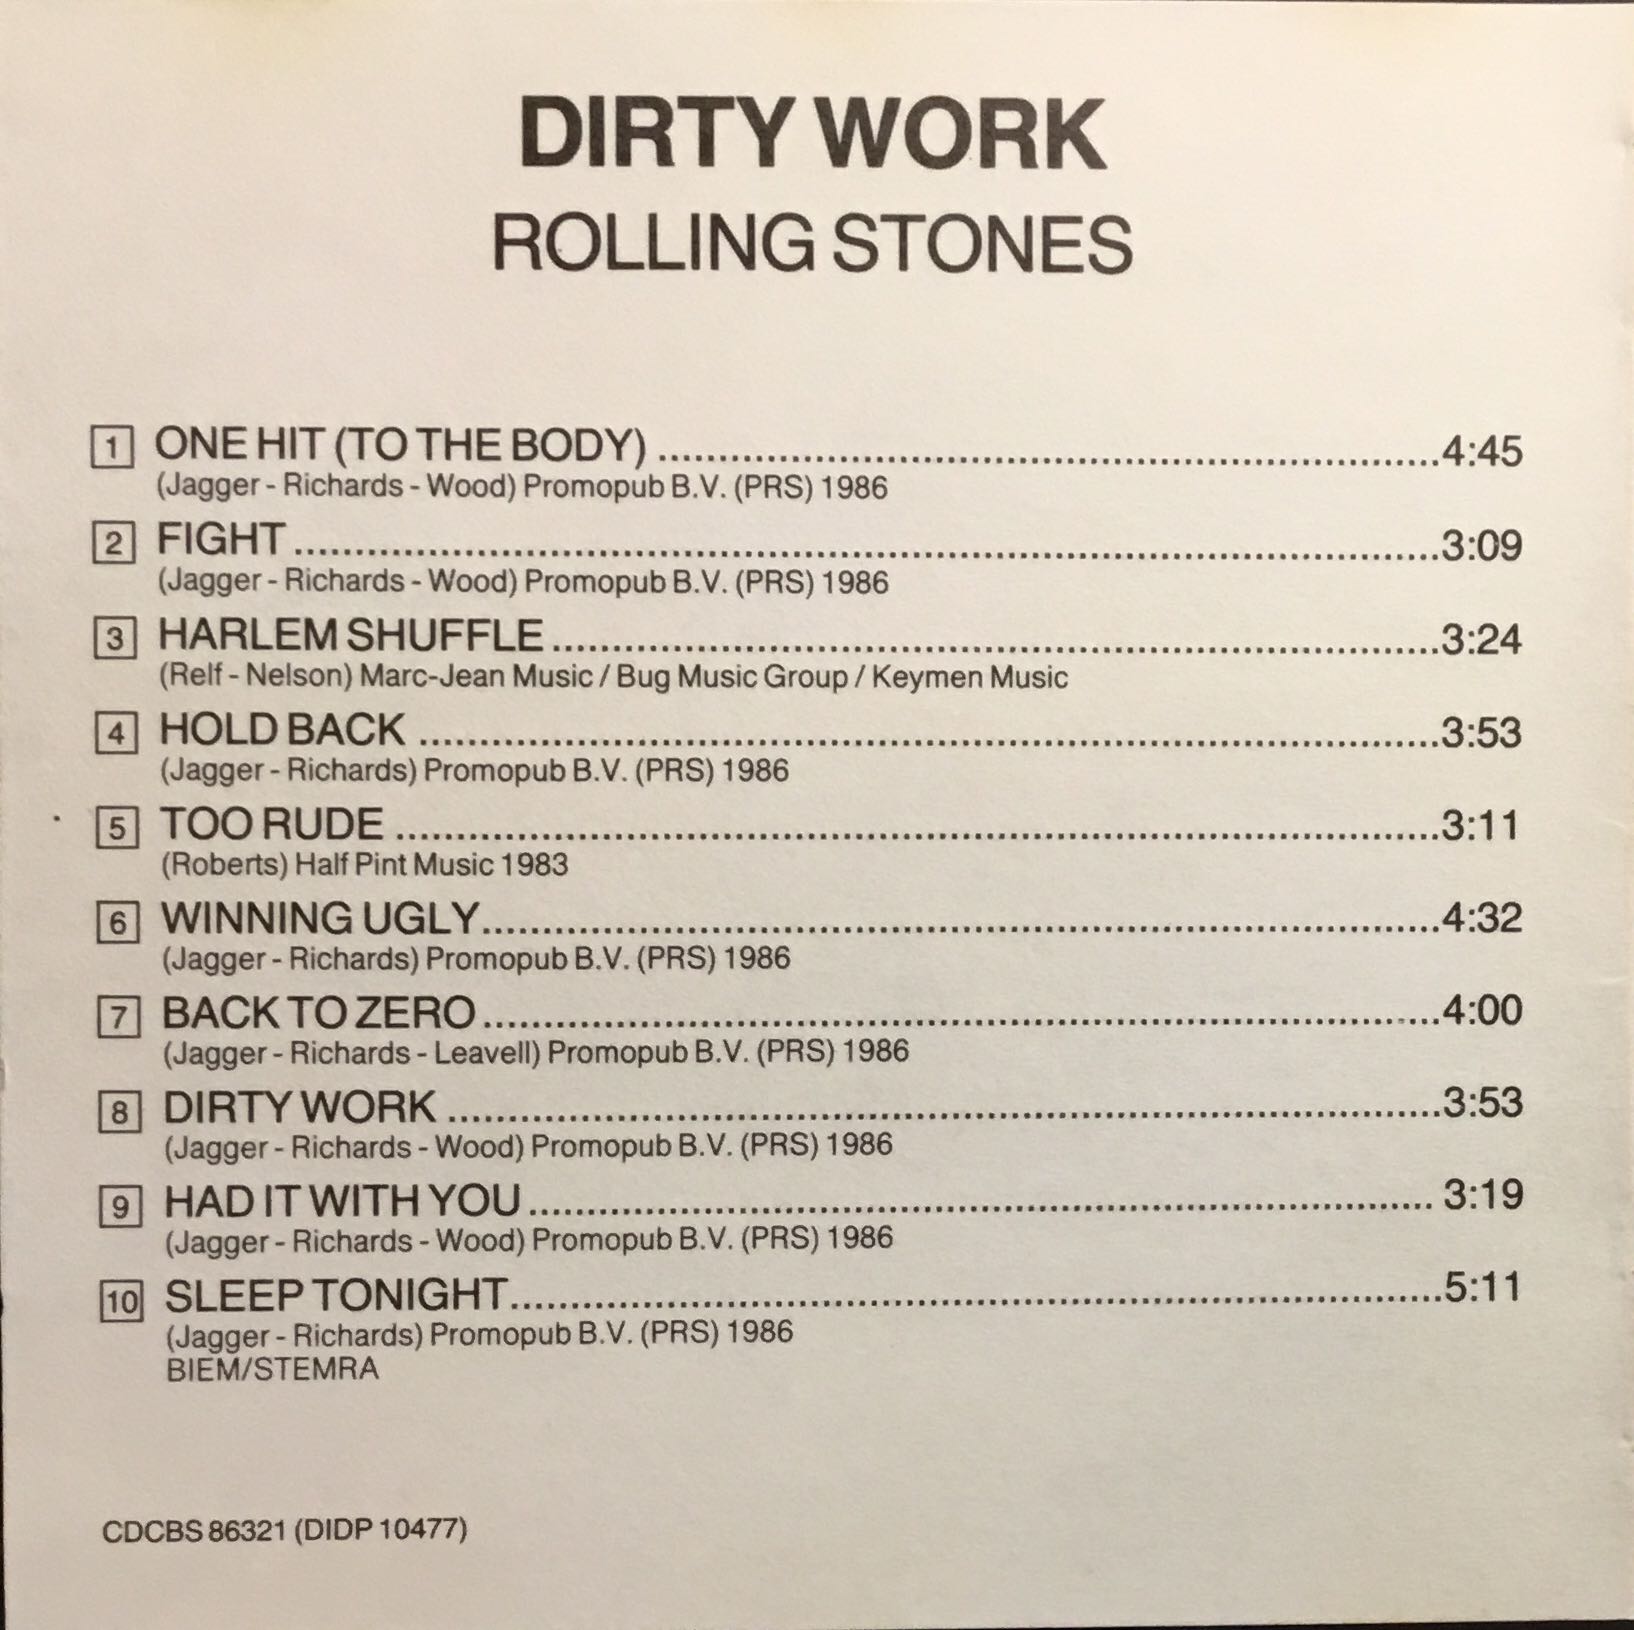 DIRTY WORK
ROLLING STONES
1 ONE HIT (TO THE BODY) ........ 4:45
(Jagger - Richards - Wood) Promopub B.V. (PRS) 1986
2 FIGHT ........ 3:09
(Jagger - Richards - Wood) Promopub B.V. (PRS) 1986
3 HARLEM SHUFFLE ........ 3:24
(Relf - Nelson) Marc-Jean Music / Bug Music Group / Keymen Music
4 HOLD BACK ........ 3:53
(Jagger - Richards) Promopub B.V. (PRS) 1986
5 TOO RUDE ........ 3:11
(Roberts) Half Pint Music 1983
6 WINNING UGLY ........ 4:32
(Jagger - Richards) Promopub B.V. (PRS) 1986
7 BACK TO ZERO ........ 4:00
(Jagger - Richards - Leavell) Promopub B.V. (PRS) 1986
8 DIRTY WORK ........ 3:53
(Jagger - Richards - Wood) Promopub B.V. (PRS) 1986
9 HAD IT WITH YOU ........ 3:19
(Jagger - Richards - Wood) Promopub B.V. (PRS) 1986
10 SLEEP TONIGHT ........ 5:11
(Jagger - Richards) Promopub B.V. (PRS) 1986
BIEM/STEMRA
CDCBS 86321 (DIDP 10477)